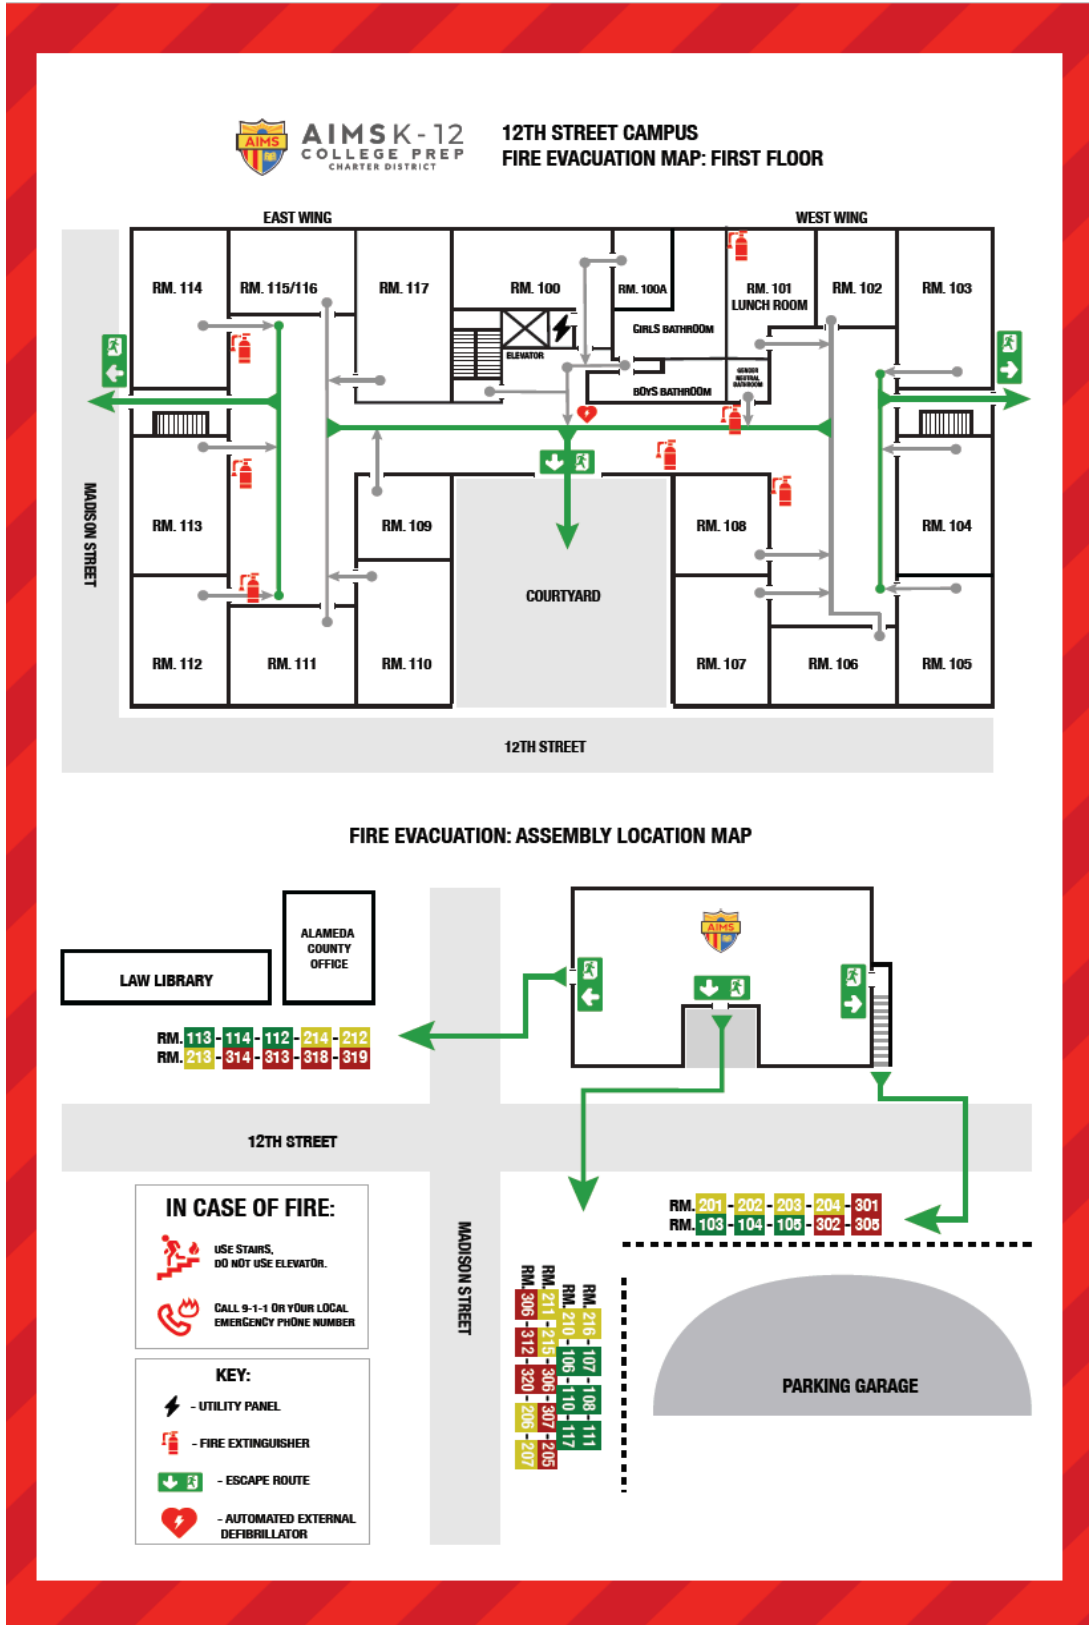 AIMS
AIMSK-12
COLLEGE PREP
CHARTER DISTRICT
12TH STREET CAMPUS
FIRE EVACUATION MAP: FIRST FLOOR
EAST WING
WEST WING
RM. 114
RM. 115/116
RM. 117
RM. 100
RM. 100A
RM. 101
LUNCH ROOM
RM. 102
RM. 103
GIRLS BATHROOM
ELEVATOR
GENDER
NEUTRAL
BATHROOM
BOYS BATHROOM
MADISON STREET
RM. 113
RM. 109
RM. 108
RM. 104
COURTYARD
RM. 112
RM. 111
RM. 110
RM. 107
RM. 106
RM. 105
12TH STREET
FIRE EVACUATION: ASSEMBLY LOCATION MAP
ALAMEDA
COUNTY
OFFICE
LAW LIBRARY
AIMS
RM. 113-114-112-214-212
RM. 213-314-313-318-319
12TH STREET
RM. 201-202-203-204-301
RM. 103-104-105-302-305
MADISON STREET
RM. 216-107-108-111
RM. 210-106-110-117
RM. 211-215-306-307-205
RM. 306-312-320-206-207
PARKING GARAGE
IN CASE OF FIRE:
USE STAIRS,
DO NOT USE ELEVATOR.
CALL 9-1-1 OR YOUR LOCAL
EMERGENCY PHONE NUMBER
KEY:
- UTILITY PANEL
- FIRE EXTINGUISHER
- ESCAPE ROUTE
- AUTOMATED EXTERNAL
DEFIBRILLATOR